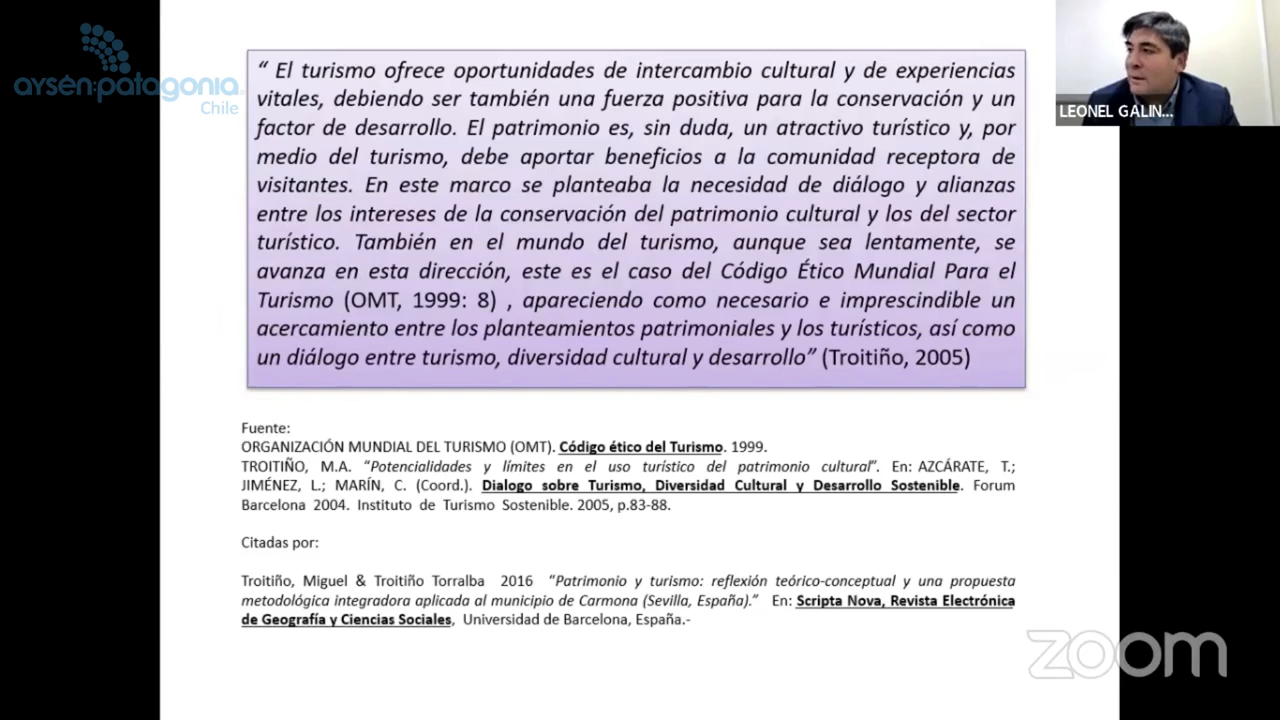 aysén:patagonia
Chile
“ El turismo ofrece oportunidades de intercambio cultural y de experiencias
vitales, debiendo ser también una fuerza positiva para la conservación y un
factor de desarrollo. El patrimonio es, sin duda, un atractivo turístico y, por
medio del turismo, debe aportar beneficios a la comunidad receptora de
visitantes. En este marco se planteaba la necesidad de diálogo y alianzas
entre los intereses de la conservación del patrimonio cultural y los del sector
turístico. También en el mundo del turismo, aunque sea lentamente, se
avanza en esta dirección, este es el caso del Código Ético Mundial Para el
Turismo (OMT, 1999: 8) , apareciendo como necesario e imprescindible un
acercamiento entre los planteamientos patrimoniales y los turísticos, así como
un diálogo entre turismo, diversidad cultural y desarrollo” (Troitiño, 2005)
LEONEL GALIN...
Fuente:
ORGANIZACIÓN MUNDIAL DEL TURISMO (OMT). Código ético del Turismo. 1999.
TROITIÑO, M.A. “Potencialidades y límites en el uso turístico del patrimonio cultural”. En: AZCÁRATE, T.;
JIMÉNEZ, L.; MARÍN, C. (Coord.). Dialogo sobre Turismo, Diversidad Cultural y Desarrollo Sostenible. Forum
Barcelona 2004. Instituto de Turismo Sostenible. 2005, p.83-88.
Citadas por:
Troitiño, Miguel & Troitiño Torralba 2016 “Patrimonio y turismo: reflexión teórico-conceptual y una propuesta
metodológica integradora aplicada al municipio de Carmona (Sevilla, España).” En: Scripta Nova, Revista Electrónica
de Geografía y Ciencias Sociales, Universidad de Barcelona, España.-
zoom